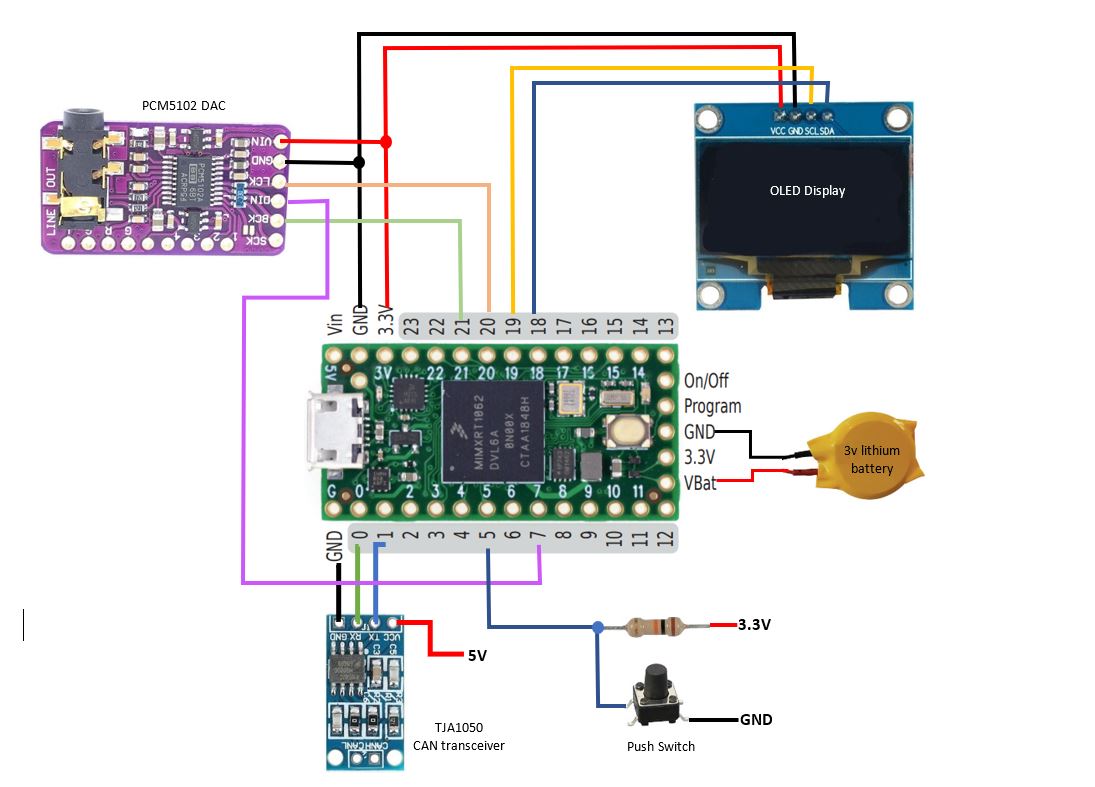 PCM5102 DAC
VIN
GND
LCK
DIN
BCK
SCK
LINE OUT
PCM5102A
VCC GND SCL SDA
OLED Display
Vin
GND
3.3V
23
22
21
20
19
18
17
16
15
14
13
5V
3V
22
21
20
19
18
17
16
15
14
MIMXRT1062
DVL6A
0N00X
CTAA1848H
On/Off
Program
GND
3.3V
VBat
3v lithium
battery
G
0
2
3
4
5
6
7
8
9
10
11
GND
0
1
2
3
4
5
6
7
8
9
10
11
12
GND
RX
TX
VCC
C3
C5
5V
3.3V
GND
Push Switch
TJA1050
CAN transceiver
CANH
CANL